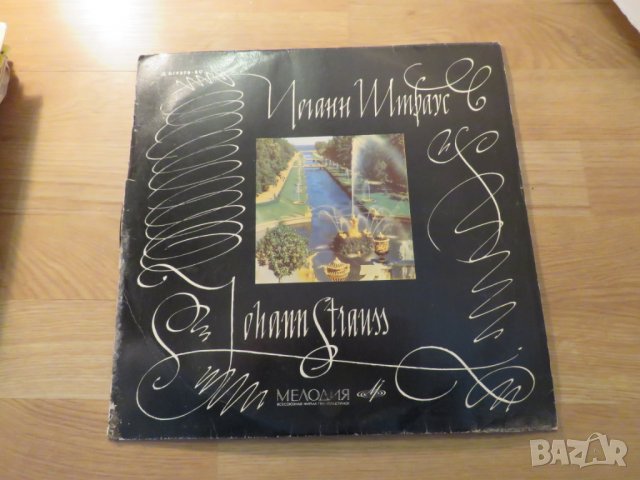 Иоганн Штраус
Johann Strauss
МЕЛОДИЯ
ВСЕСОЮЗНАЯ ФИРМА ГРАМПЛАСТИНОК
BAZAR
bg